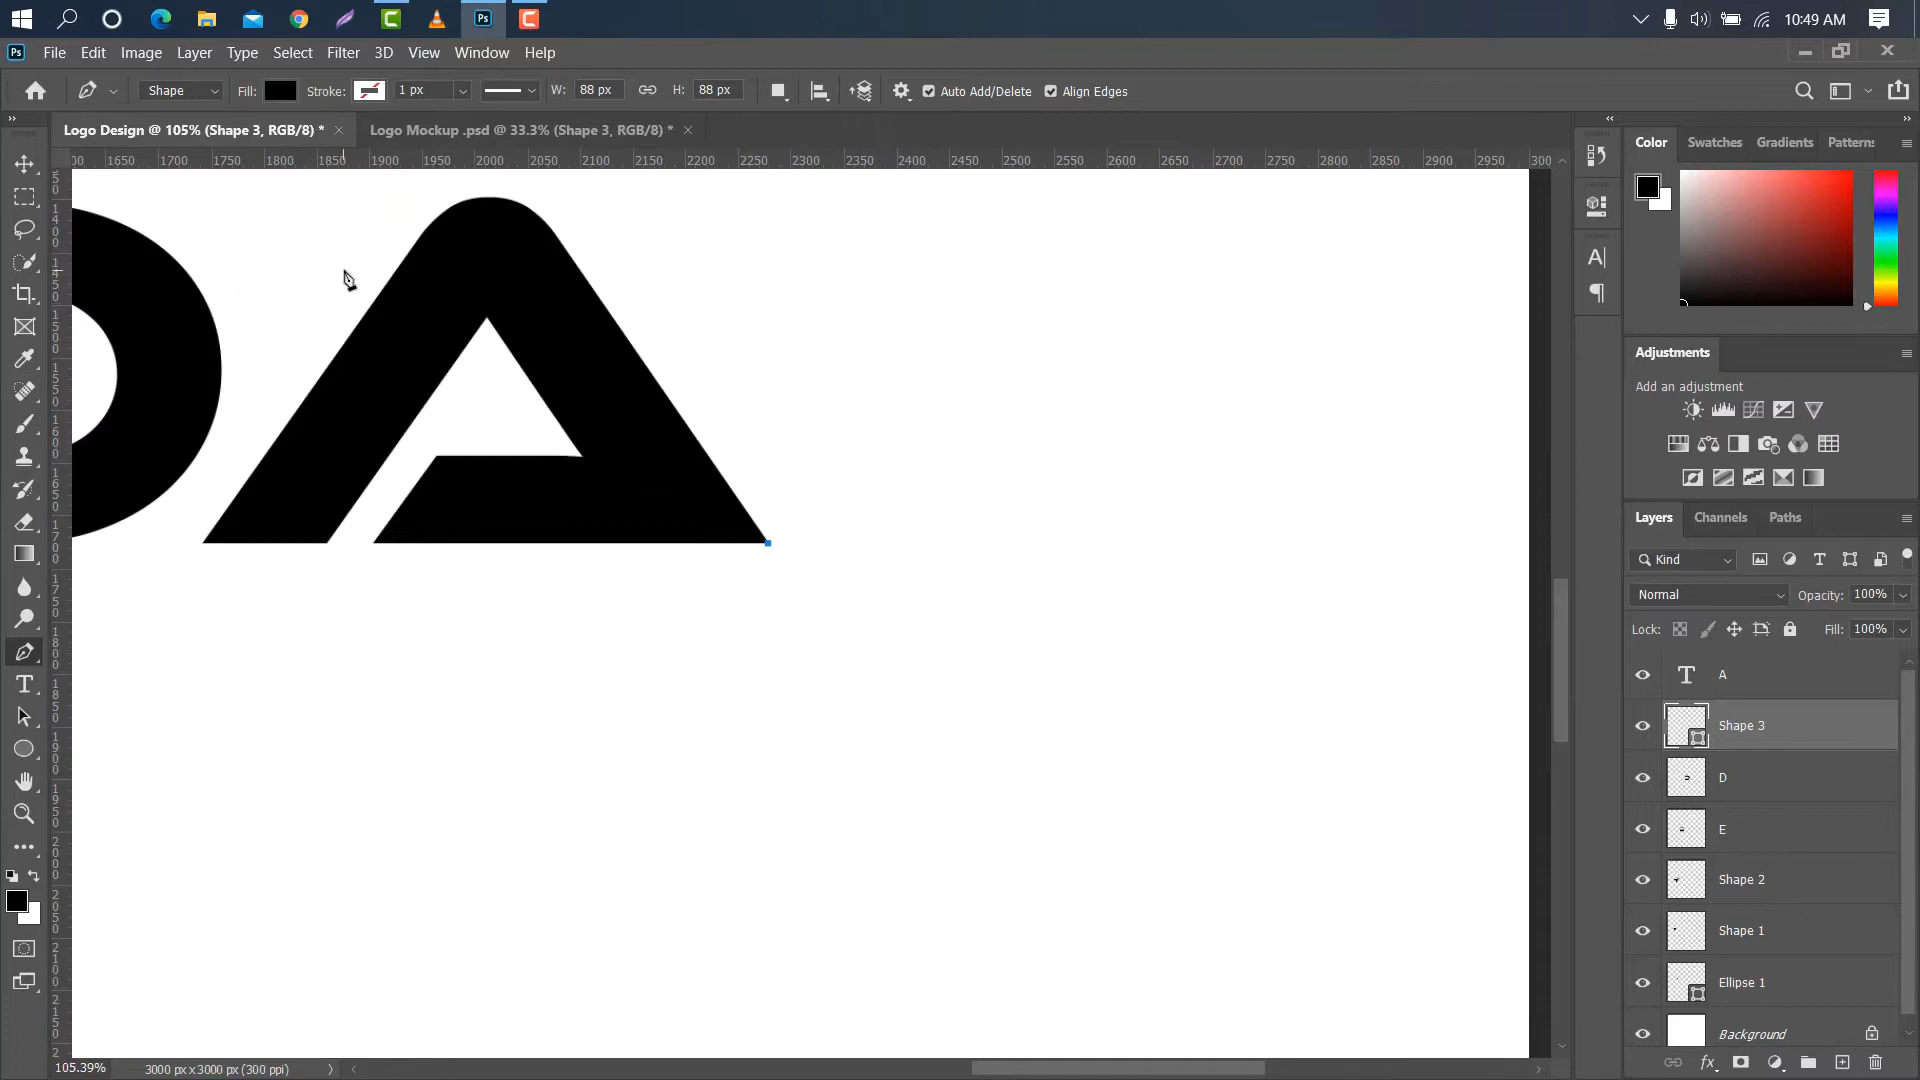 10:49 AM
Ps File Edit Image Layer Type Select Filter 3D View Window Help
Shape Fill: Stroke: 1 px W: 88 px H: 88 px Auto Add/Delete Align Edges
Logo Design @ 105% (Shape 3, RGB/8) * Logo Mockup .psd @ 33.3% (Shape 3, RGB/8) *
1650 1700 1750 1800 1850 1900 1950 2000 2050 2100 2150 2200 2250 2300 2350 2400 2450 2500 2550 2600 2650 2700 2750 2800 2850 2900 2950 300
Color Swatches Gradients Patterns
DA
Adjustments
Add an adjustment
Layers Channels Paths
Kind
Normal Opacity: 100%
Lock: Fill: 100%
A
Shape 3
D
E
Shape 2
Shape 1
Ellipse 1
Background
105.39% 3000 px x 3000 px (300 ppi)